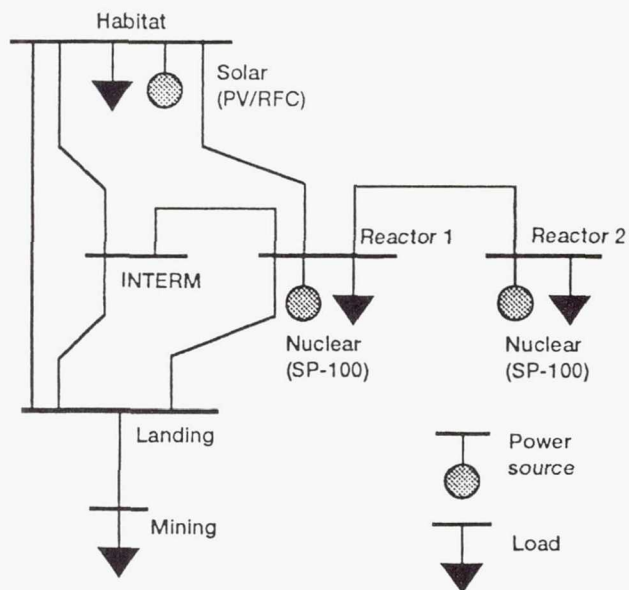 Habitat
Solar
(PV/RFC)
Reactor 1
Reactor 2
INTERM
Nuclear
(SP-100)
Nuclear
(SP-100)
Landing
Power
source
Mining
Load